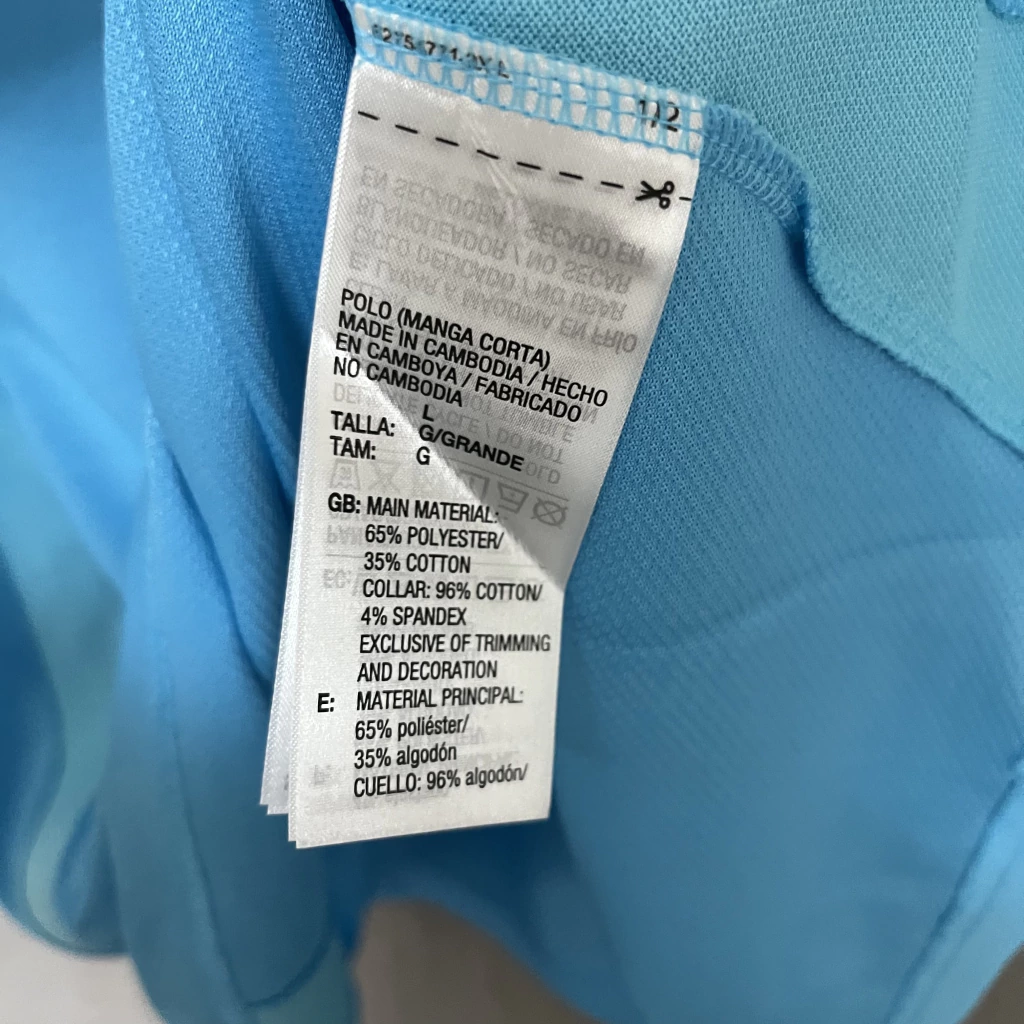 1/2
POLO (MANGA CORTA)
MADE IN CAMBODIA / HECHO
EN CAMBOYA / FABRICADO
NO CAMBODIA
L
TALLA: G/GRANDE
TAM: G
GB: MAIN MATERIAL:
65% POLYESTER/
35% COTTON
COLLAR: 96% COTTON/
4% SPANDEX
EXCLUSIVE OF TRIMMING
AND DECORATION
E: MATERIAL PRINCIPAL:
65% poliéster/
35% algodón
CUELLO: 96% algodón/